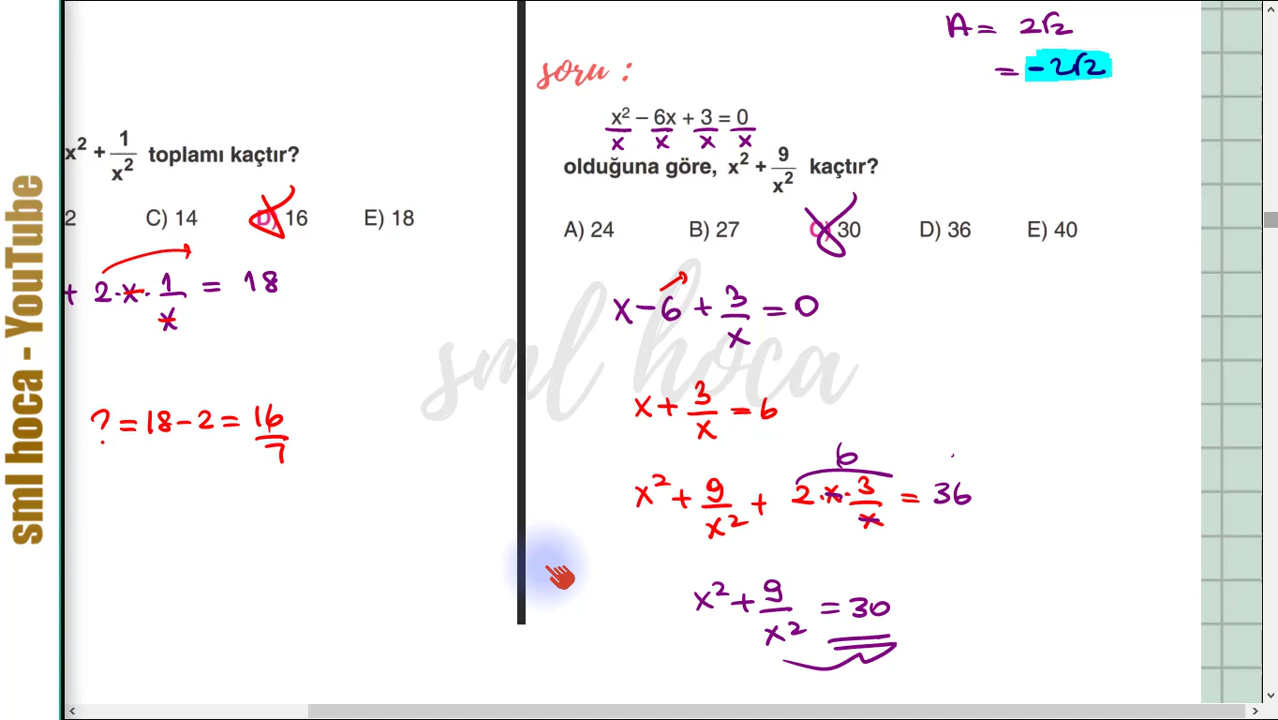 sml hoca - YouTube
x² + 1/x² toplamı kaçtır?
2 C) 14 D) 16 E) 18
+ 2·x·1/x = 18
? = 18 - 2 = 16
A = 2√2
= -2√2
soru :
x² – 6x + 3 = 0
x x x x
olduğuna göre, x² + 9/x² kaçtır?
A) 24 B) 27 C) 30 D) 36 E) 40
x - 6 + 3/x = 0
x + 3/x = 6
6
x² + 9/x² + 2·x·3/x = 36
x² + 9/x² = 30
sml hoca